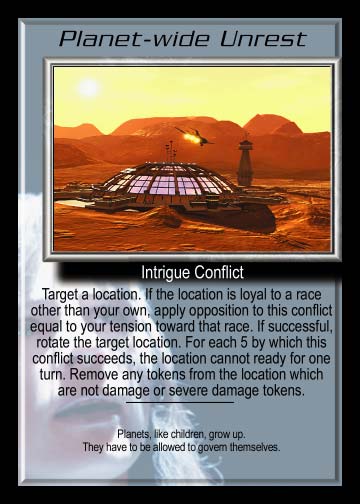 Planet-wide Unrest
Intrigue Conflict
Target a location. If the location is loyal to a race
other than your own, apply opposition to this conflict
equal to your tension toward that race. If successful,
rotate the target location. For each 5 by which this
conflict succeeds, the location cannot ready for one
turn. Remove any tokens from the location which
are not damage or severe damage tokens.
Planets, like children, grow up.
They have to be allowed to govern themselves.